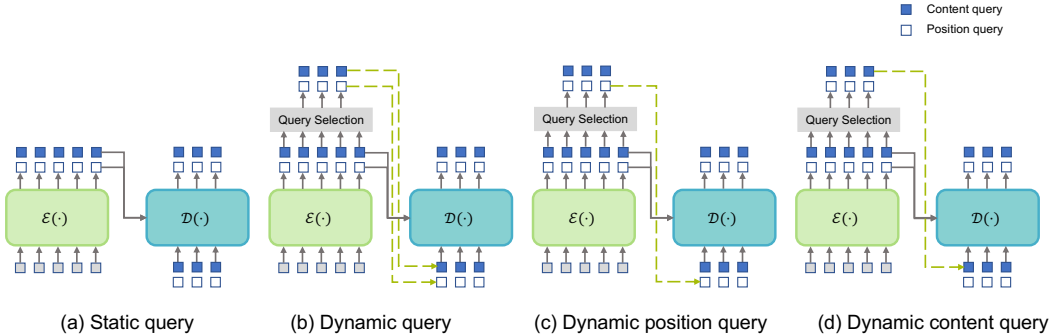 Content query
Position query
Query Selection
Query Selection
Query Selection
ℰ(·)
𝒟(·)
ℰ(·)
𝒟(·)
ℰ(·)
𝒟(·)
ℰ(·)
𝒟(·)
(a) Static query
(b) Dynamic query
(c) Dynamic position query
(d) Dynamic content query